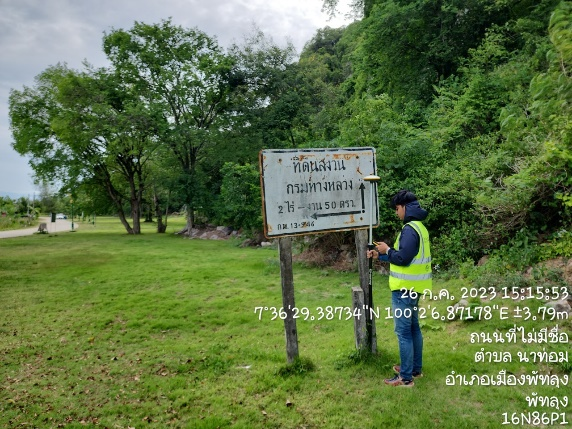 ที่ดินสงวน
กรมทางหลวง
2 ไร่ - งาน 50 ตรว.
ก.ม. 13-544
26 ก.ค. 2023 15:15:53
7°36'29.38734"N 100°2'6.87178"E ±3.79m
ถนนที่ไม่มีชื่อ
ตำบล นาท่อม
อำเภอเมืองพัทลุง
พัทลุง
16N86P1